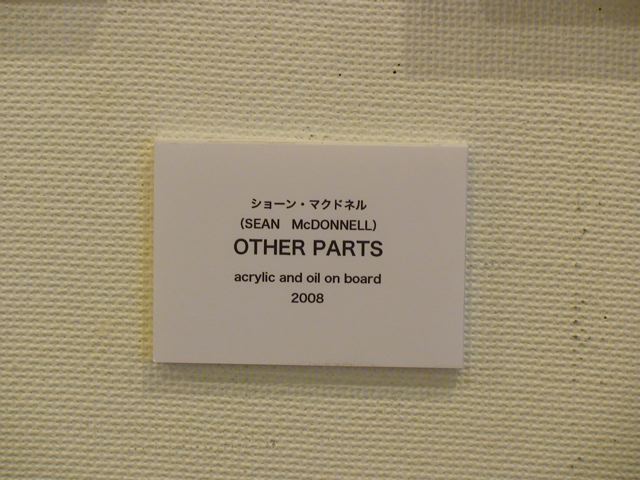 ショーン・マクドネル
(SEAN McDONNELL)
OTHER PARTS
acrylic and oil on board
2008